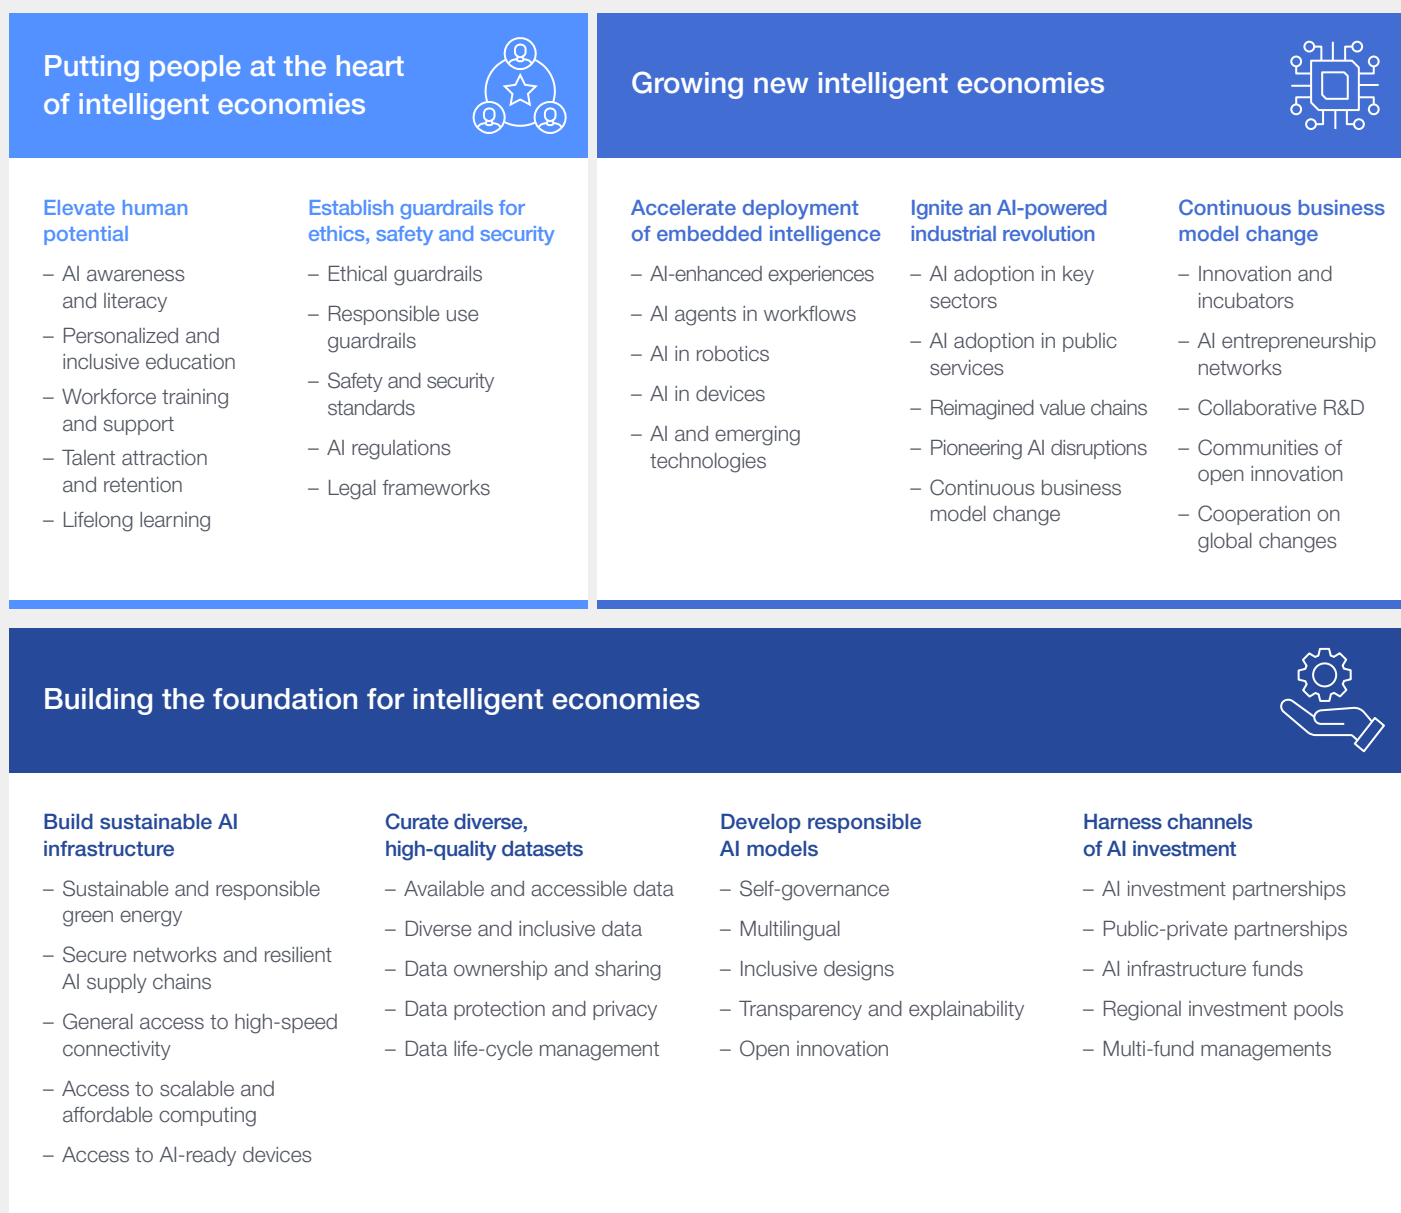 Putting people at the heart
of intelligent economies
Elevate human
potential
– AI awareness
and literacy
– Personalized and
inclusive education
– Workforce training
and support
– Talent attraction
and retention
– Lifelong learning
Establish guardrails for
ethics, safety and security
– Ethical guardrails
– Responsible use
guardrails
– Safety and security
standards
– AI regulations
– Legal frameworks
Growing new intelligent economies
Accelerate deployment
of embedded intelligence
– AI-enhanced experiences
– AI agents in workflows
– AI in robotics
– AI in devices
– AI and emerging
technologies
Ignite an AI-powered
industrial revolution
– AI adoption in key
sectors
– AI adoption in public
services
– Reimagined value chains
– Pioneering AI disruptions
– Continuous business
model change
Continuous business
model change
– Innovation and
incubators
– AI entrepreneurship
networks
– Collaborative R&D
– Communities of
open innovation
– Cooperation on
global changes
Building the foundation for intelligent economies
Build sustainable AI
infrastructure
– Sustainable and responsible
green energy
– Secure networks and resilient
AI supply chains
– General access to high-speed
connectivity
– Access to scalable and
affordable computing
– Access to AI-ready devices
Curate diverse,
high-quality datasets
– Available and accessible data
– Diverse and inclusive data
– Data ownership and sharing
– Data protection and privacy
– Data life-cycle management
Develop responsible
AI models
– Self-governance
– Multilingual
– Inclusive designs
– Transparency and explainability
– Open innovation
Harness channels
of AI investment
– AI investment partnerships
– Public-private partnerships
– AI infrastructure funds
– Regional investment pools
– Multi-fund managements